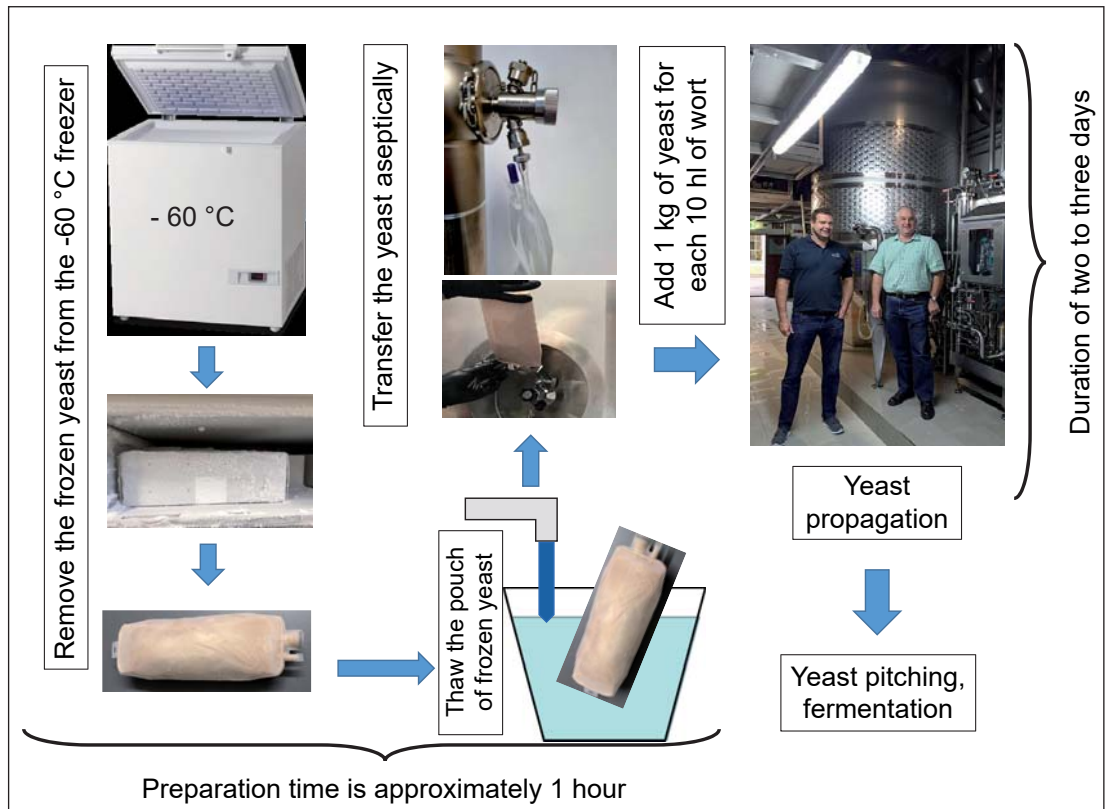 Remove the frozen yeast from the -60 °C freezer
- 60 °C
Thaw the pouch
of frozen yeast
Transfer the yeast aseptically
Add 1 kg of yeast for
each 10 hl of wort
Yeast
propagation
Duration of two to three days
Yeast pitching,
fermentation
Preparation time is approximately 1 hour